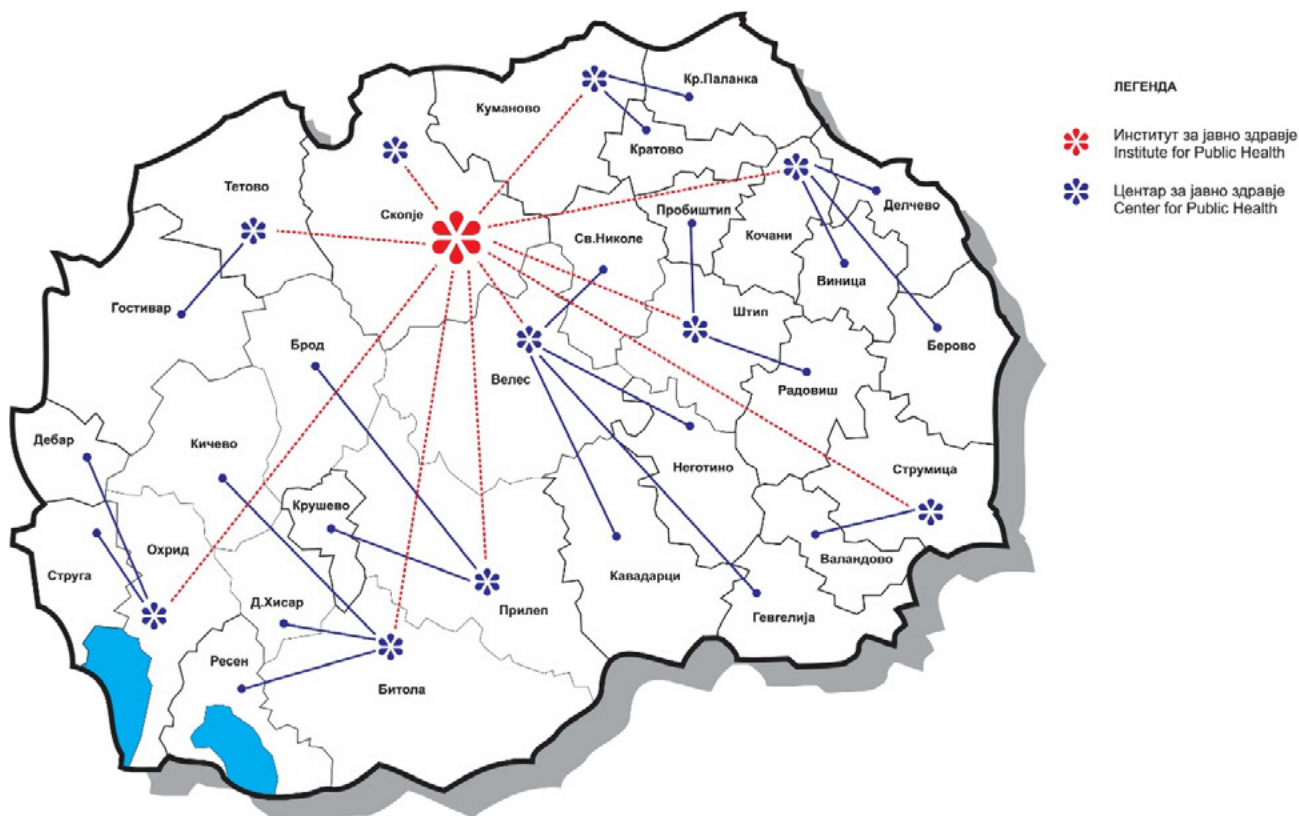 Кр.Паланка
Куманово
Кратово
Тетово
Скопје
Пробиштип
Делчево
Св.Николе
Кочани
Виница
Гостивар
Штип
Брод
Берово
Велес
Радовиш
Дебар
Кичево
Неготино
Струмица
Крушево
Охрид
Валандово
Струга
Кавадарци
Д.Хисар
Прилеп
Гевгелија
Ресен
Битола
ЛЕГЕНДА
Институт за јавно здравје
Institute for Public Health
Центар за јавно здравје
Center for Public Health